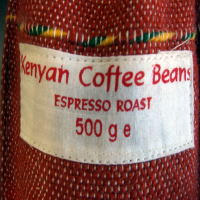 Kenyan Coffee Beans
ESPRESSO ROAST
500 g e